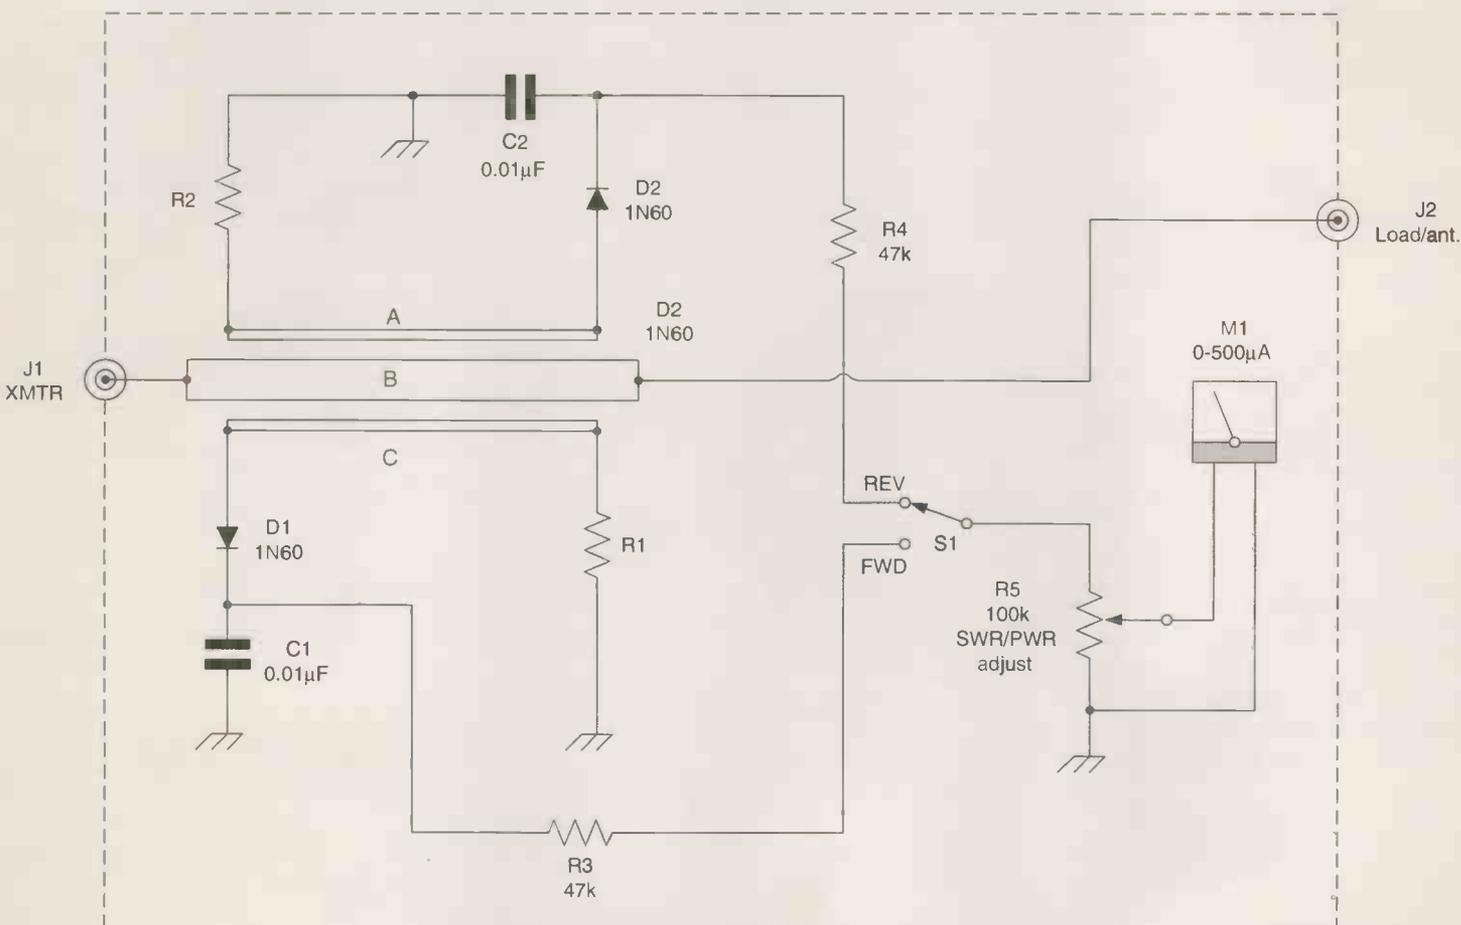 C2
0.01µF
R2
D2
1N60
R4
47k
J2
Load/ant.
A
D2
1N60
M1
0-500µA
J1
XMTR
B
C
REV
S1
FWD
D1
1N60
R1
R5
100k
SWR/PWR
adjust
C1
0.01µF
R3
47k